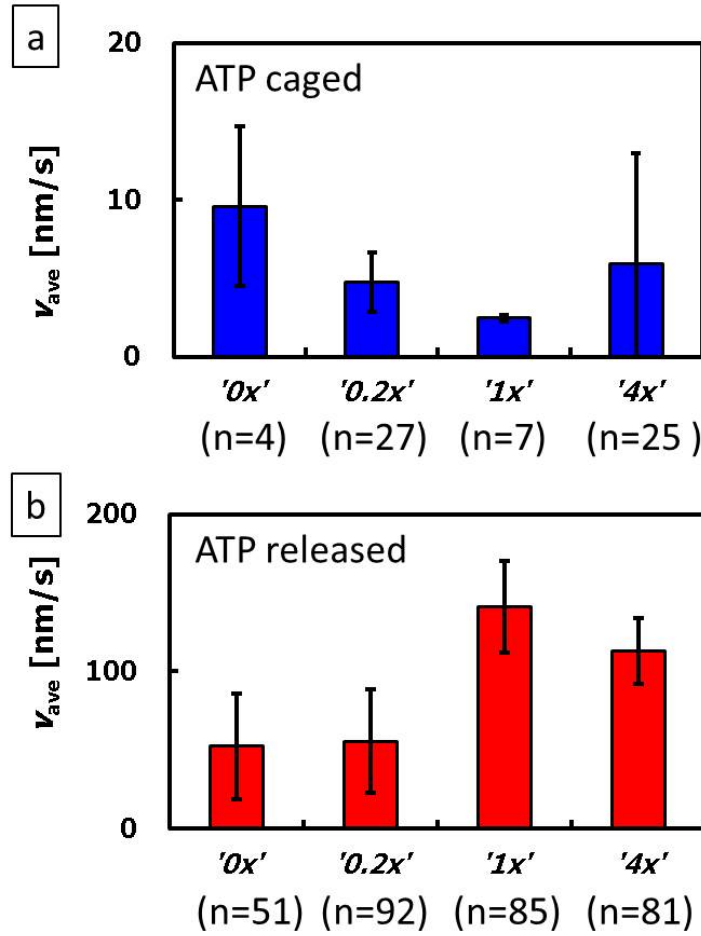 a
20
ATP caged
10
0
v_ave [nm/s]
'0x' '0.2x' '1x' '4x'
(n=4) (n=27) (n=7) (n=25 )
b
200
ATP released
100
0
v_ave [nm/s]
'0x' '0.2x' '1x' '4x'
(n=51) (n=92) (n=85) (n=81)